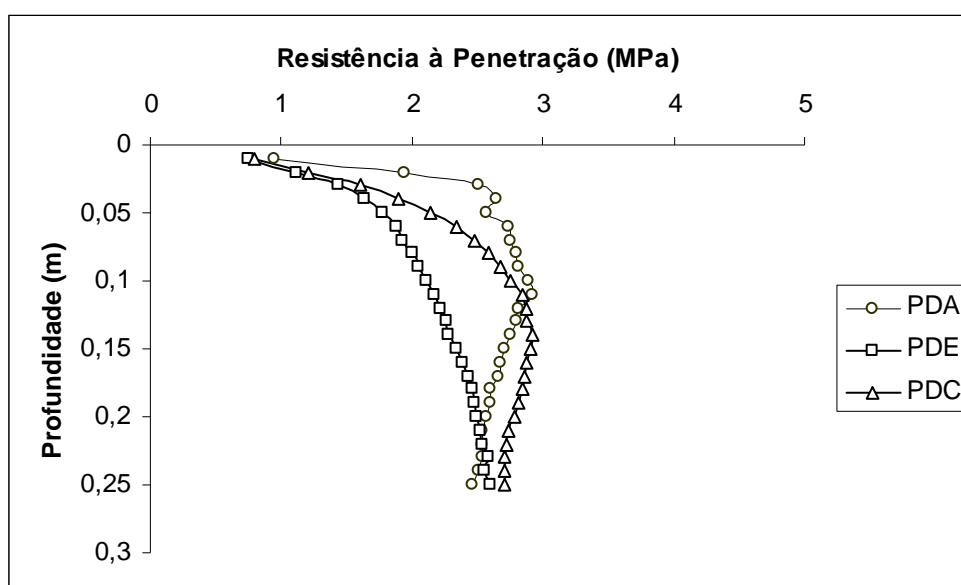 Resistência à Penetração (MPa)
0 1 2 3 4 5
Profundidade (m)
0
0,05
0,1
0,15
0,2
0,25
0,3
PDA
PDE
PDC